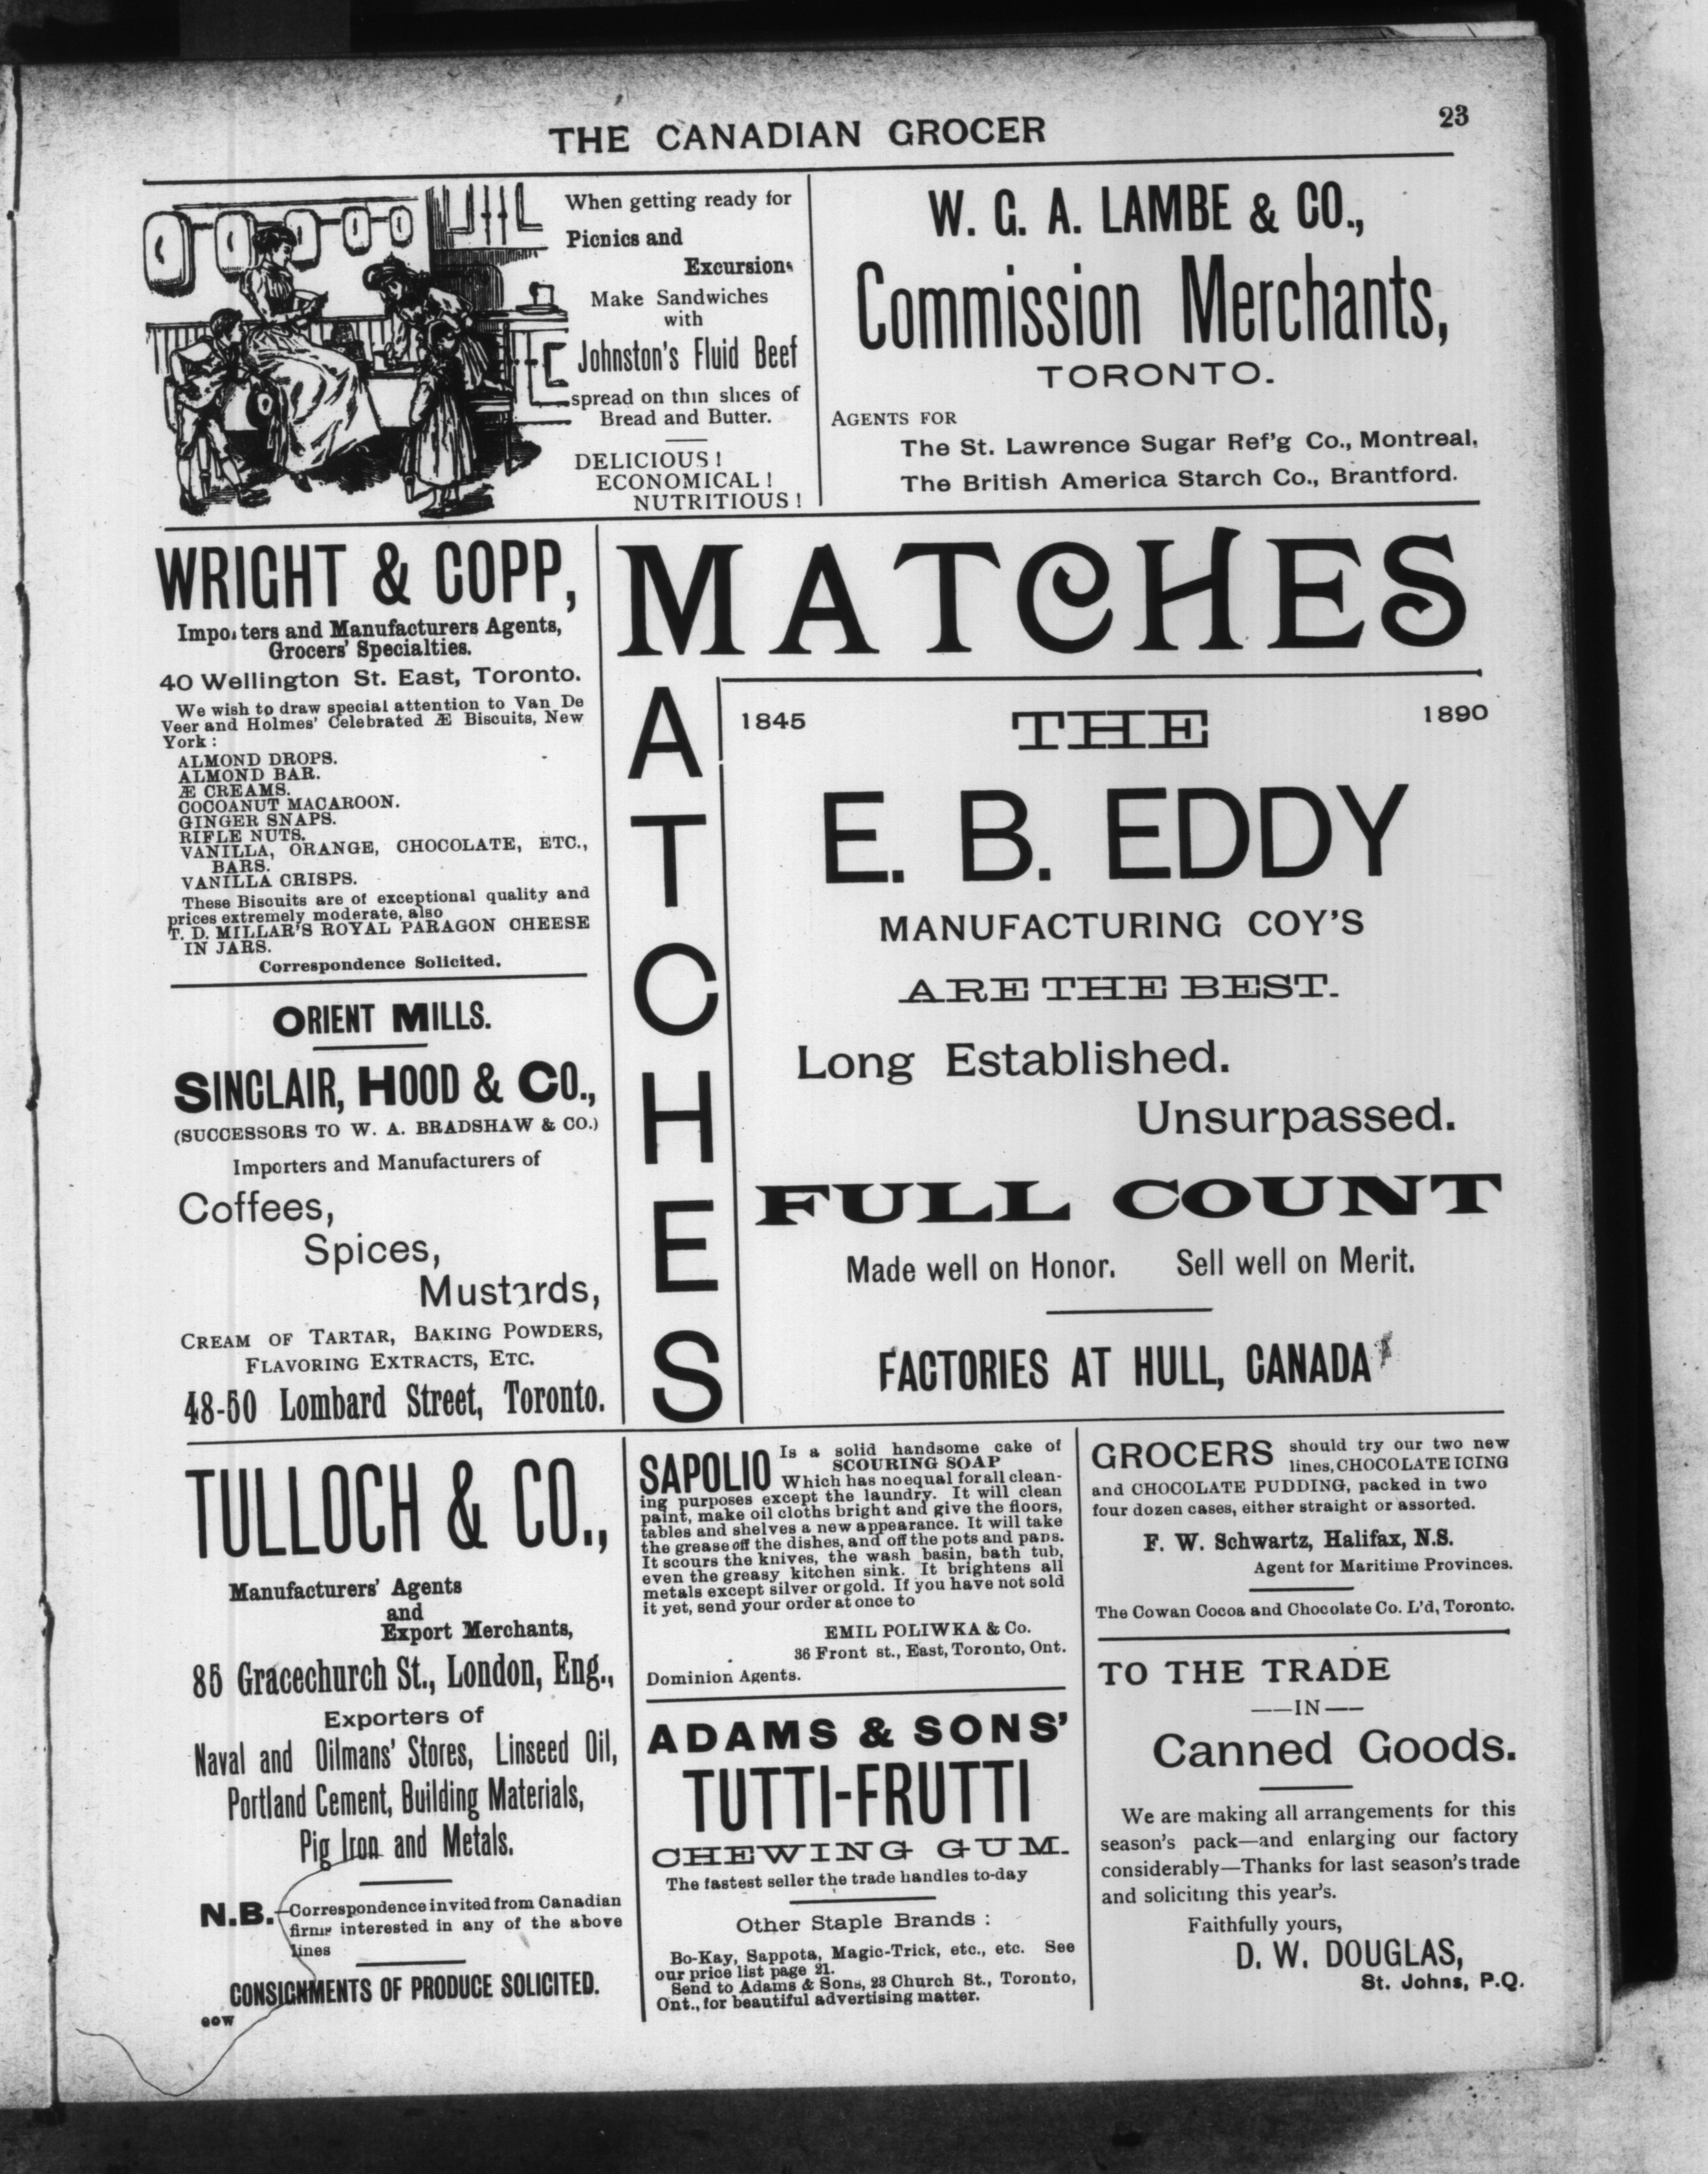 THE CANADIAN GROCER
23
When getting ready for
Picnics and
Excursions
Make Sandwiches
with
Johnston's Fluid Beef
spread on thin slices of
Bread and Butter.
DELICIOUS!
ECONOMICAL!
NUTRITIOUS!
W. G. A. LAMBE & CO.,
Commission Merchants,
TORONTO.
AGENTS FOR
The St. Lawrence Sugar Ref'g Co., Montreal,
The British America Starch Co., Brantford.
WRIGHT & COPP,
Importers and Manufacturers Agents,
Grocers' Specialties.
40 Wellington St. East, Toronto.
We wish to draw special attention to Van De
Veer and Holmes' Celebrated Æ Biscuits, New
York:
ALMOND DROPS.
ALMOND BAR.
Æ CREAMS.
COCOANUT MACAROON.
GINGER SNAPS.
RIFLE NUTS.
VANILLA, ORANGE, CHOCOLATE, ETC.,
BARS.
VANILLA CRISPS.
These Biscuits are of exceptional quality and
prices extremely moderate, also
T. D. MILLAR'S ROYAL PARAGON CHEESE
IN JARS.
Correspondence Solicited.
ORIENT MILLS.
SINCLAIR, HOOD & CO.,
(SUCCESSORS TO W. A. BRADSHAW & CO.)
Importers and Manufacturers of
Coffees,
Spices,
Mustards,
CREAM OF TARTAR, BAKING POWDERS,
FLAVORING EXTRACTS, ETC.
48-50 Lombard Street, Toronto.
MATCHES
A
T
C
H
E
S
1845
THE
1890
E. B. EDDY
MANUFACTURING COY'S
ARE THE BEST.
Long Established.
Unsurpassed.
FULL COUNT
Made well on Honor. Sell well on Merit.
FACTORIES AT HULL, CANADA
TULLOCH & CO.,
Manufacturers' Agents
and
Export Merchants,
85 Gracechurch St., London, Eng.,
Exporters of
Naval and Oilmans' Stores, Linseed Oil,
Portland Cement, Building Materials,
Pig Iron and Metals.
N.B.—Correspondence invited from Canadian
firms interested in any of the above
lines
CONSIGNMENTS OF PRODUCE SOLICITED.
eow
SAPOLIO Is a solid handsome cake of
SCOURING SOAP
Which has no equal for all clean-
ing purposes except the laundry. It will clean
paint, make oil cloths bright and give the floors,
tables and shelves a new appearance. It will take
the grease off the dishes, and off the pots and pans.
It scours the knives, the wash basin, bath tub,
even the greasy kitchen sink. It brightens all
metals except silver or gold. If you have not sold
it yet, send your order at once to
EMIL POLIWKA & Co.
36 Front st., East, Toronto, Ont.
Dominion Agents.
ADAMS & SONS'
TUTTI-FRUTTI
CHEWING GUM.
The fastest seller the trade handles to-day
Other Staple Brands:
Bo-Kay, Sappota, Magic-Trick, etc., etc. See
our price list page 21.
Send to Adams & Sons, 23 Church St., Toronto,
Ont., for beautiful advertising matter.
GROCERS should try our two new
lines, CHOCOLATE ICING
and CHOCOLATE PUDDING, packed in two
four dozen cases, either straight or assorted.
F. W. Schwartz, Halifax, N.S.
Agent for Maritime Provinces.
The Cowan Cocoa and Chocolate Co. L'd, Toronto.
TO THE TRADE
——IN——
Canned Goods.
We are making all arrangements for this
season's pack—and enlarging our factory
considerably—Thanks for last season's trade
and soliciting this year's.
Faithfully yours,
D. W. DOUGLAS,
St. Johns, P.Q.